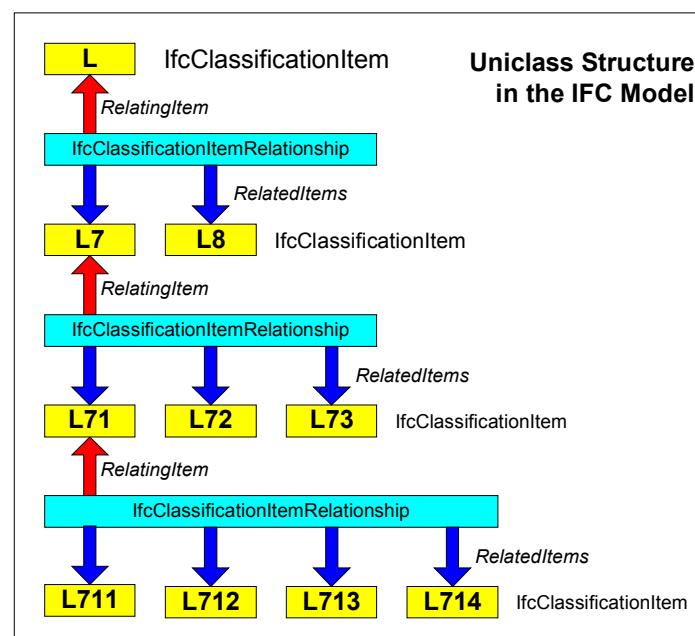 L IfcClassificationItem
Uniclass Structure
in the IFC Model
RelatingItem
IfcClassificationItemRelationship
RelatedItems
L7 L8 IfcClassificationItem
RelatingItem
IfcClassificationItemRelationship
RelatedItems
L71 L72 L73 IfcClassificationItem
RelatingItem
IfcClassificationItemRelationship
RelatedItems
L711 L712 L713 L714 IfcClassificationItem